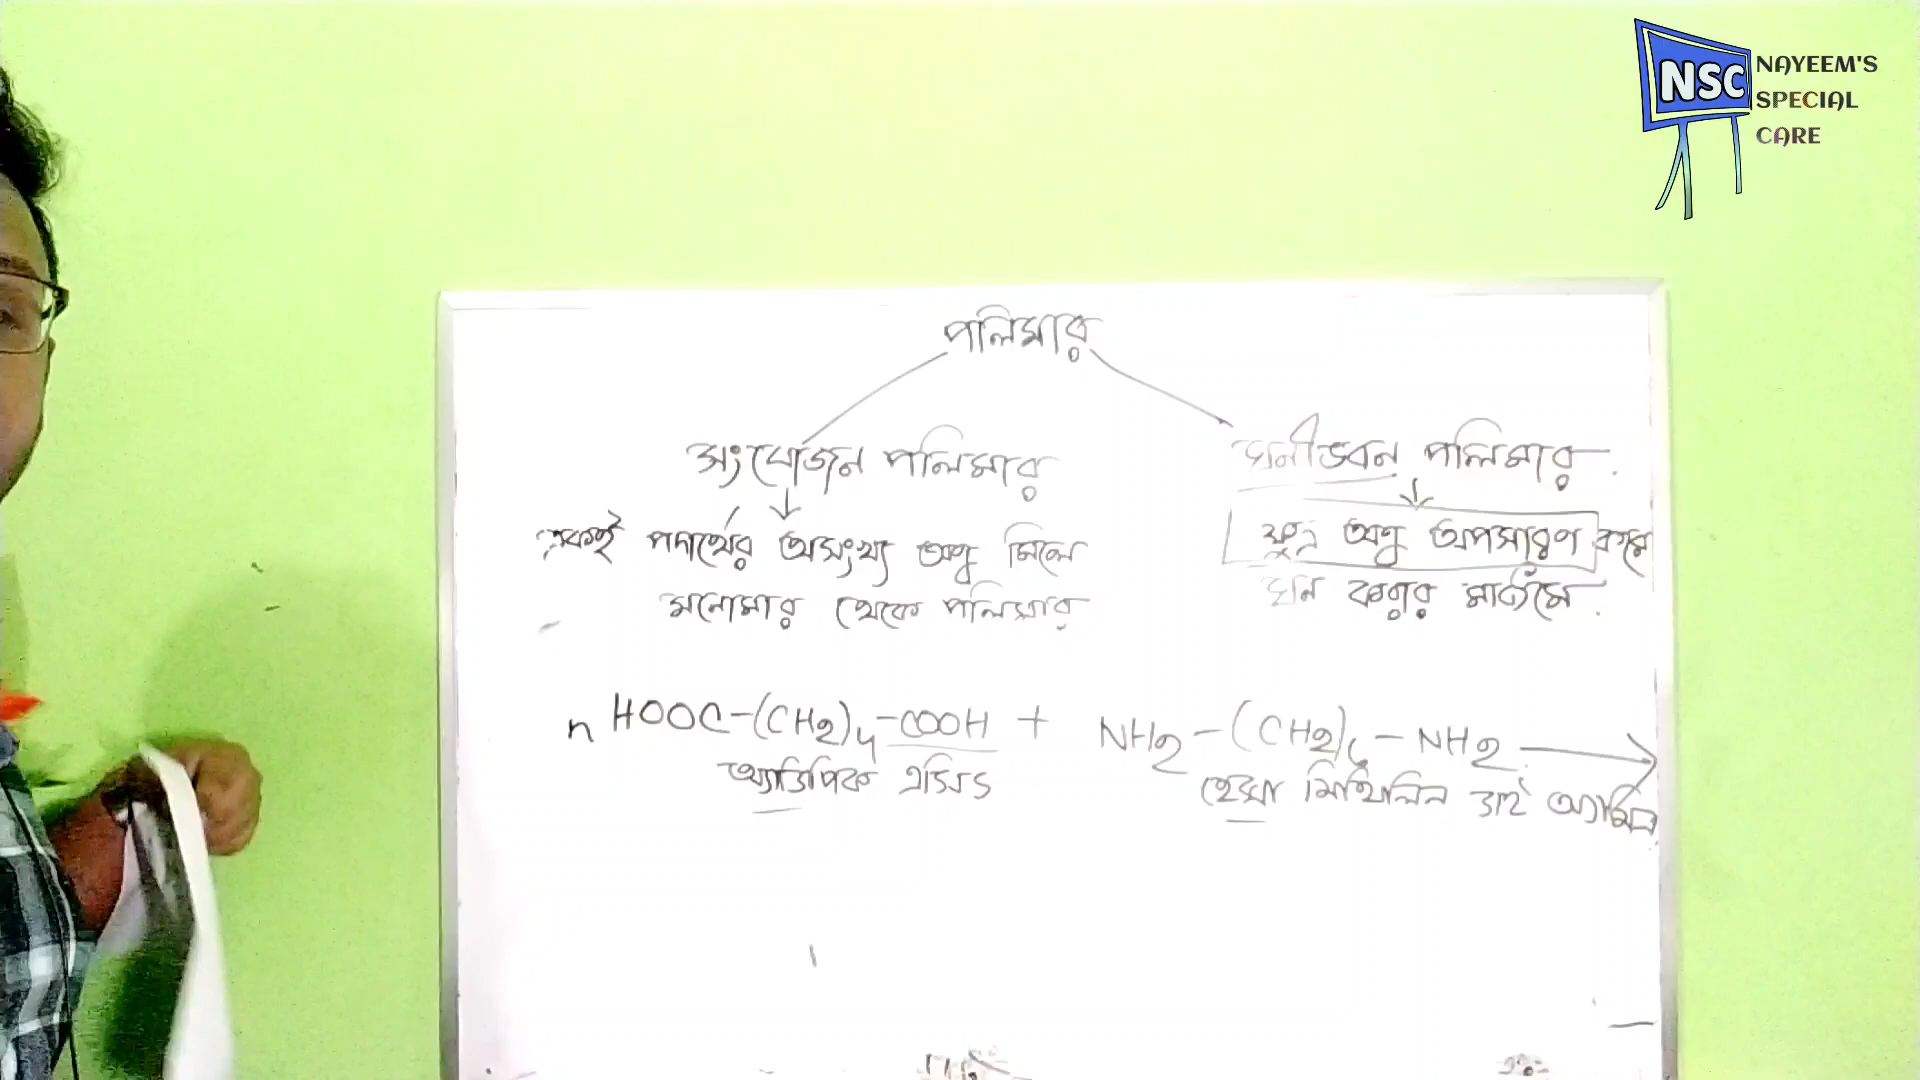 NSC
NAYEEM'S
SPECIAL
CARE
পলিমার
সংযোজন পলিমার
ঘনীভবন পলিমার
একই পদার্থের অসংখ্য অণু মিলে
মনোমার থেকে পলিমার
ক্ষুদ্র অণু অপসারণ করে
ঘন করার মাধ্যমে
n HOOC-(CH2)4-COOH + NH2-(CH2)6-NH2 →
অ্যাডিপিক এসিড
হেক্সা মিথিলিন ডাই অ্যামিন